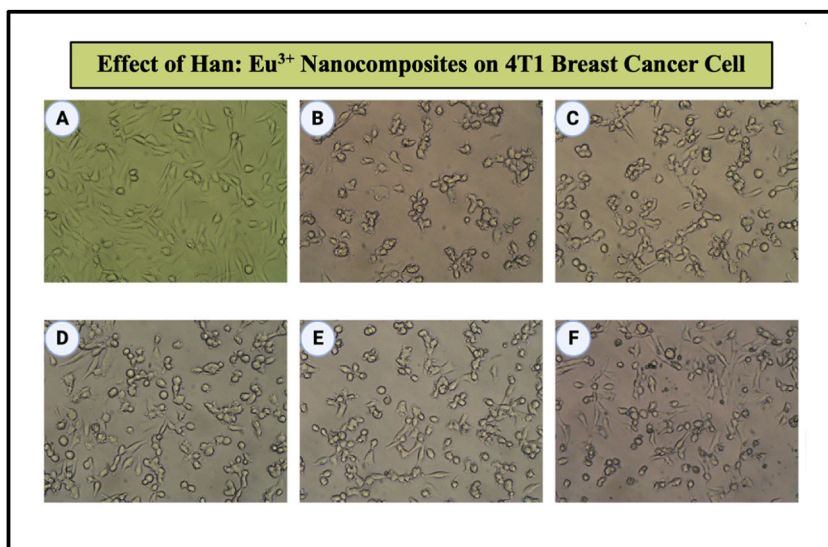 Effect of Han: Eu³⁺ Nanocomposites on 4T1 Breast Cancer Cell
A
B
C
D
E
F